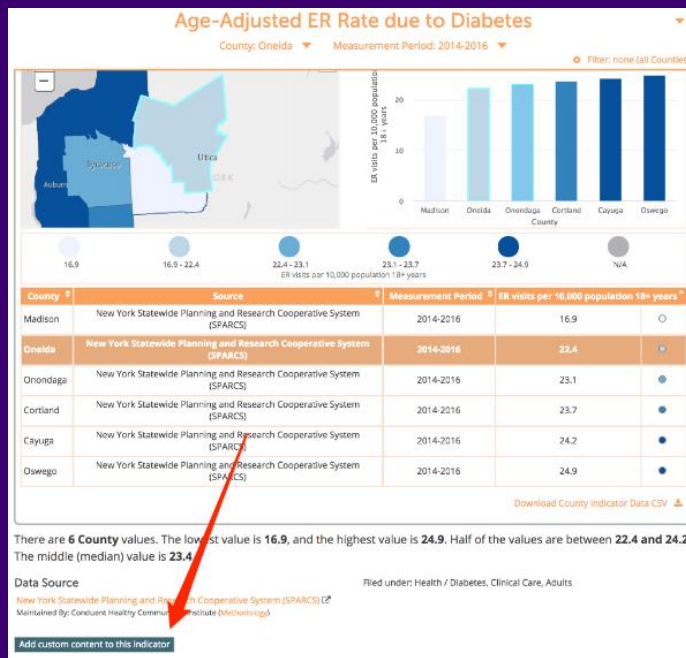 Age-Adjusted ER Rate due to Diabetes
County: Oneida Measurement Period: 2014-2016
Filter: none (all Counties
Syracuse
Auburn
Utica
ORK
ER visits per 10,000 population
18+ years
20
10
0
Madison Oneida Onondaga Cortland Cayuga Oswego
County
16.9 16.9 - 22.4 22.4 - 23.1 23.1 - 23.7 23.7 - 24.9 N/A
ER visits per 10,000 population 18+ years
County Source Measurement Period ER visits per 10,000 population 18+ years
Madison New York Statewide Planning and Research Cooperative System (SPARCS) 2014-2016 16.9
Oneida New York Statewide Planning and Research Cooperative System (SPARCS) 2014-2016 22.4
Onondaga New York Statewide Planning and Research Cooperative System (SPARCS) 2014-2016 23.1
Cortland New York Statewide Planning and Research Cooperative System (SPARCS) 2014-2016 23.7
Cayuga New York Statewide Planning and Research Cooperative System (SPARCS) 2014-2016 24.2
Oswego New York Statewide Planning and Research Cooperative System (SPARCS) 2014-2016 24.9
Download County Indicator Data CSV
There are 6 County values. The lowest value is 16.9, and the highest value is 24.9. Half of the values are between 22.4 and 24.2
The middle (median) value is 23.4
Data Source
Filed under: Health / Diabetes, Clinical Care, Adults
New York Statewide Planning and Research Cooperative System (SPARCS)
Maintained By: Conduent Healthy Communities Institute (Methodology)
Add custom content to this indicator